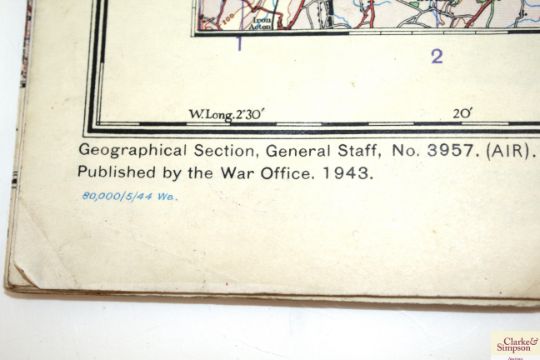 Iron
Acton
1
2
W.Long. 2°30′
20′
Geographical Section, General Staff, No. 3957. (AIR).
Published by the War Office. 1943.
80,000/5/44 Wa.
Clarke&
Simpson
Auctions